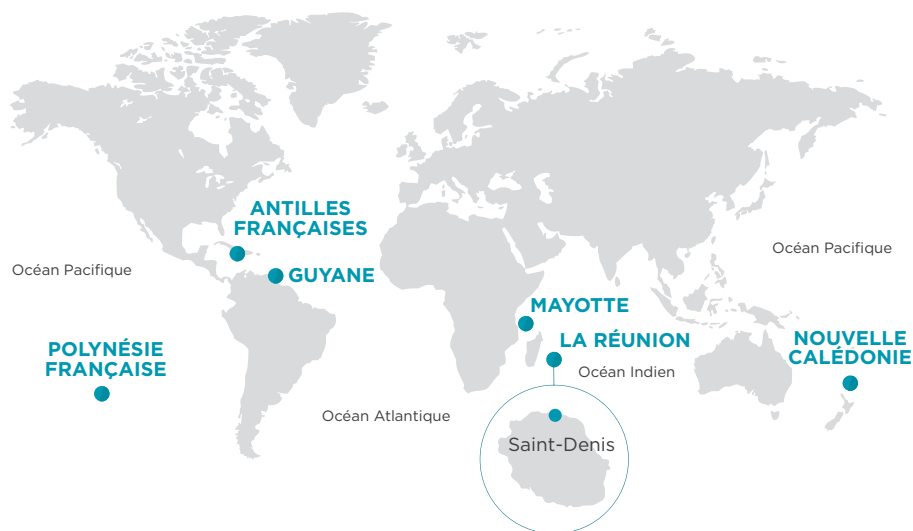 ANTILLES
FRANÇAISES
Océan Pacifique
Océan Pacifique
GUYANE
MAYOTTE
LA RÉUNION
NOUVELLE
CALÉDONIE
POLYNÉSIE
FRANÇAISE
Océan Indien
Océan Atlantique
Saint-Denis